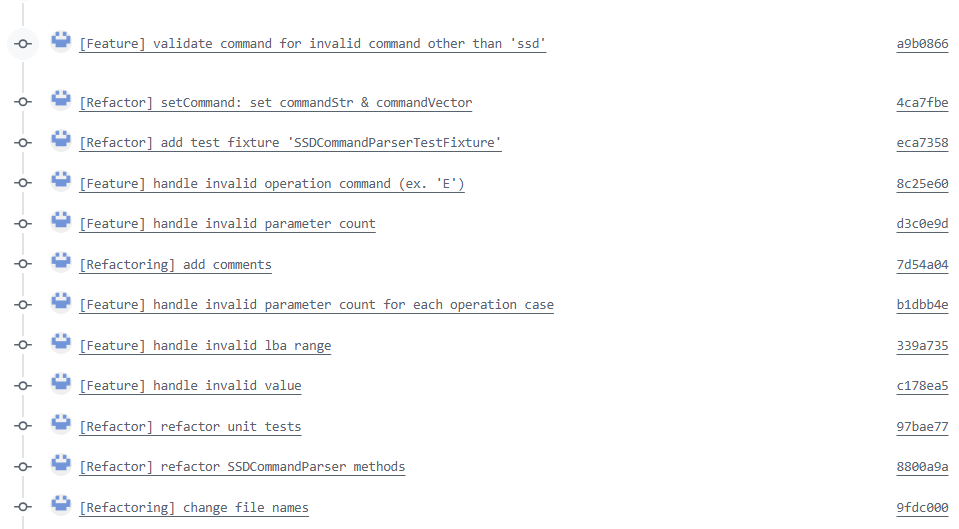 [Feature] validate command for invalid command other than 'ssd' a9b0866
[Refactor] setCommand: set commandStr & commandVector 4ca7fbe
[Refactor] add test fixture 'SSDCommandParserTestFixture' eca7358
[Feature] handle invalid operation command (ex. 'E') 8c25e60
[Feature] handle invalid parameter count d3c0e9d
[Refactoring] add comments 7d54a04
[Feature] handle invalid parameter count for each operation case b1dbb4e
[Feature] handle invalid lba range 339a735
[Feature] handle invalid value c178ea5
[Refactor] refactor unit tests 97bae77
[Refactor] refactor SSDCommandParser methods 8800a9a
[Refactoring] change file names 9fdc000